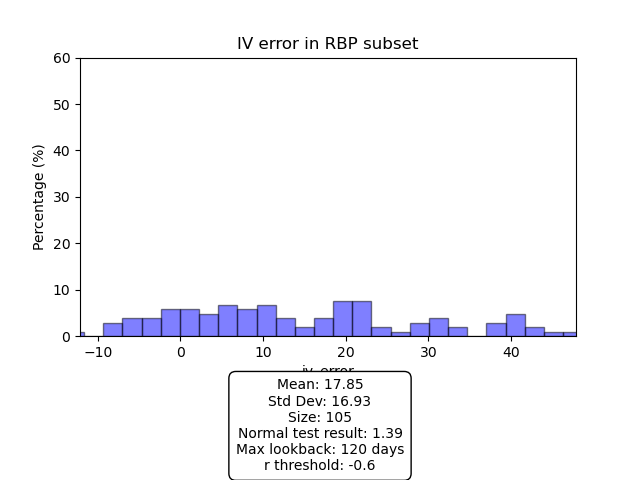 IV error in RBP subset
Percentage (%)
60
50
40
30
20
10
0
−10
0
10
20
30
40
iv_error
Mean: 17.85
Std Dev: 16.93
Size: 105
Normal test result: 1.39
Max lookback: 120 days
r threshold: -0.6